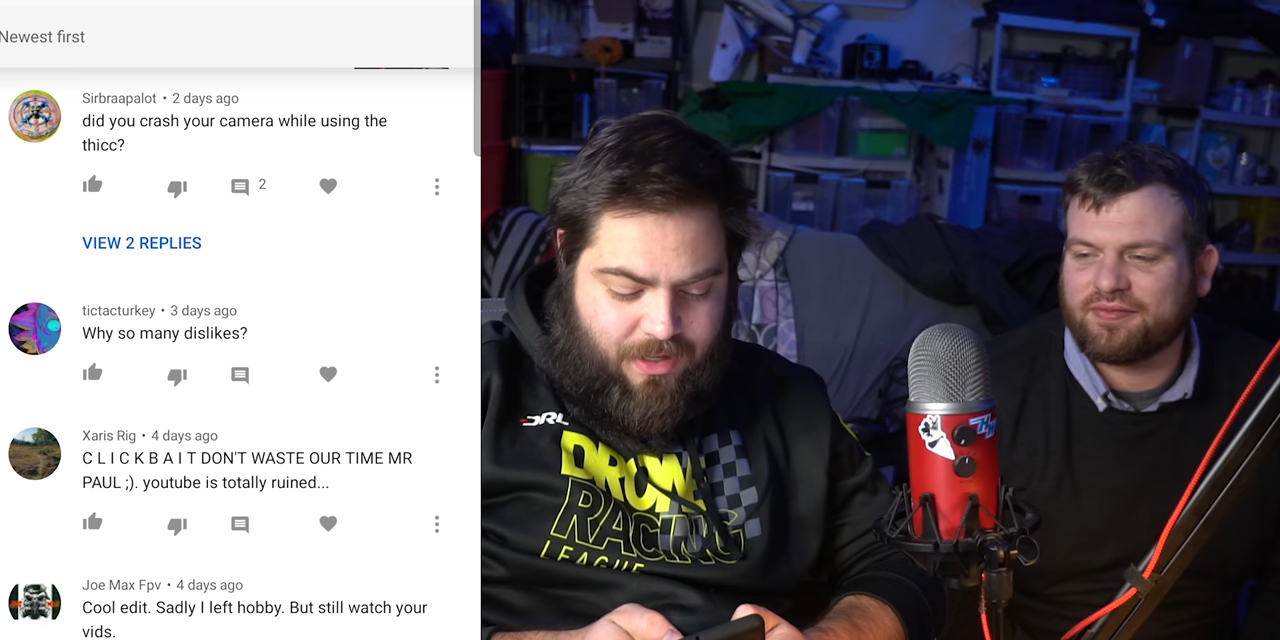 Newest first
Sirbraapalot • 2 days ago
did you crash your camera while using the
thicc?
2
VIEW 2 REPLIES
tictacturkey • 3 days ago
Why so many dislikes?
Xaris Rig • 4 days ago
C L I C K B A I T DON'T WASTE OUR TIME MR
PAUL ;). youtube is totally ruined...
Joe Max Fpv • 4 days ago
Cool edit. Sadly I left hobby. But still watch your
vids.
DRL
DRONE
RACING
LEAGUE